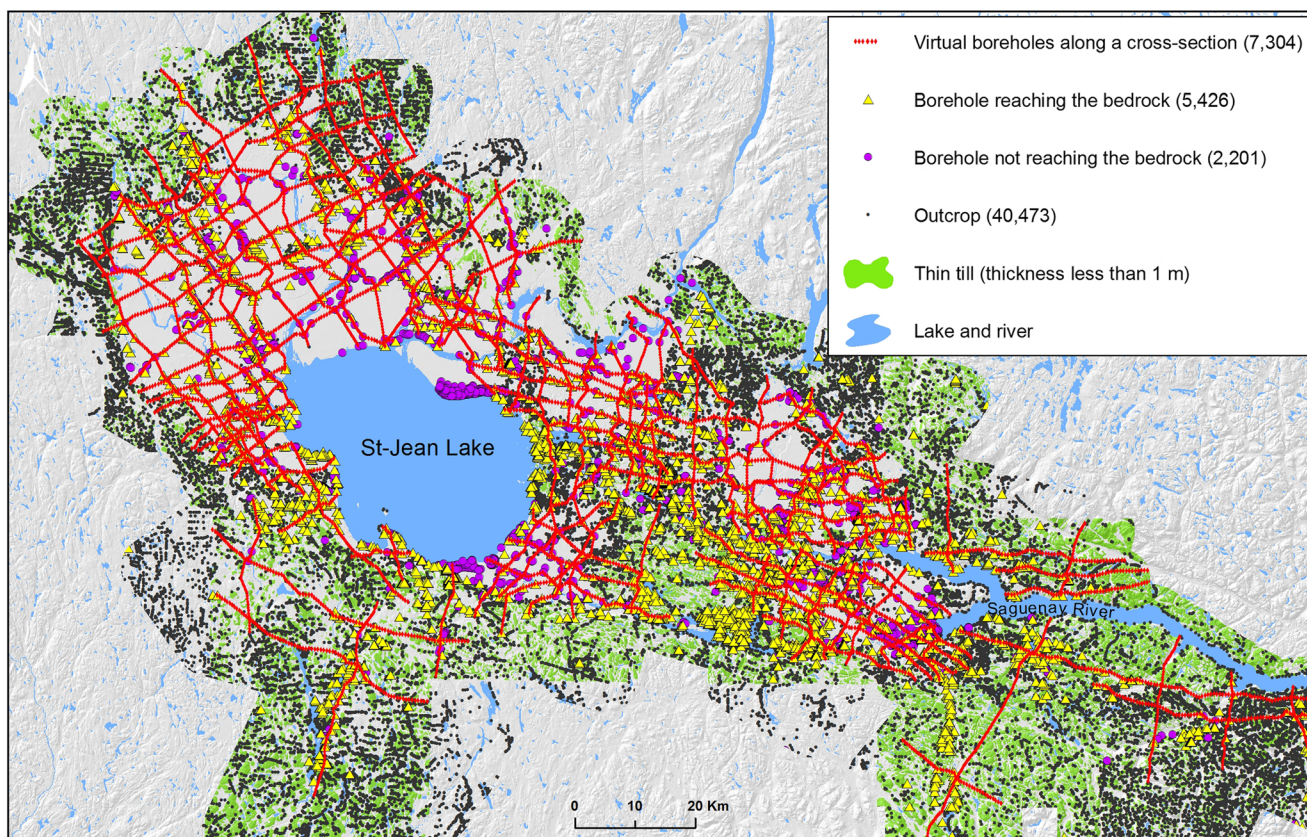 N
Virtual boreholes along a cross-section (7,304)
Borehole reaching the bedrock (5,426)
Borehole not reaching the bedrock (2,201)
Outcrop (40,473)
Thin till (thickness less than 1 m)
Lake and river
St-Jean Lake
Saguenay River
0 10 20 Km